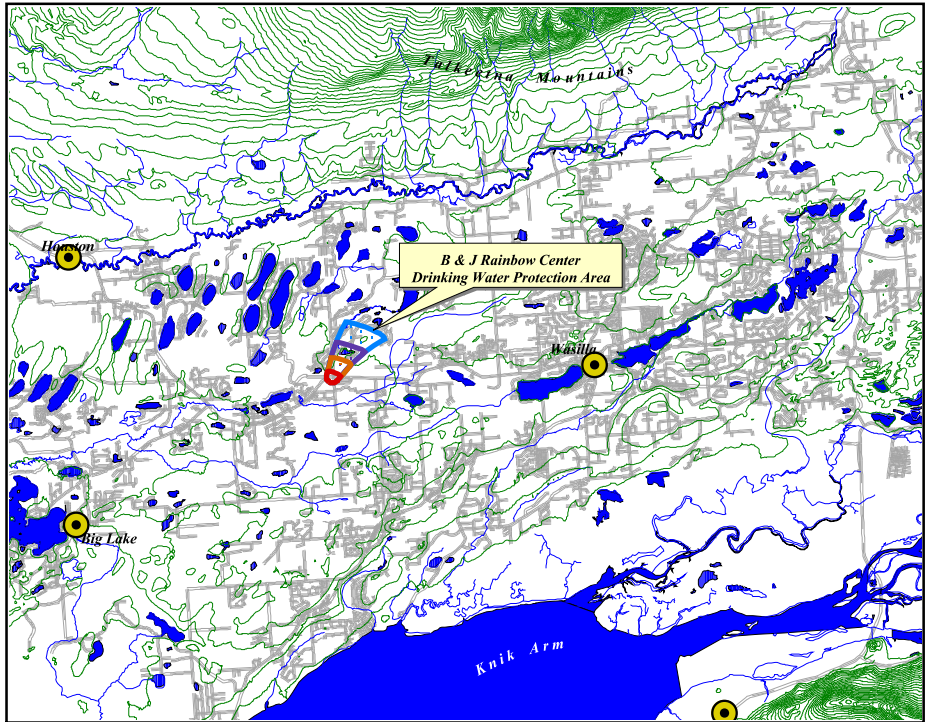 Talkeetna Mountains
Houston
B & J Rainbow Center
Drinking Water Protection Area
Wasilla
Big Lake
Knik Arm